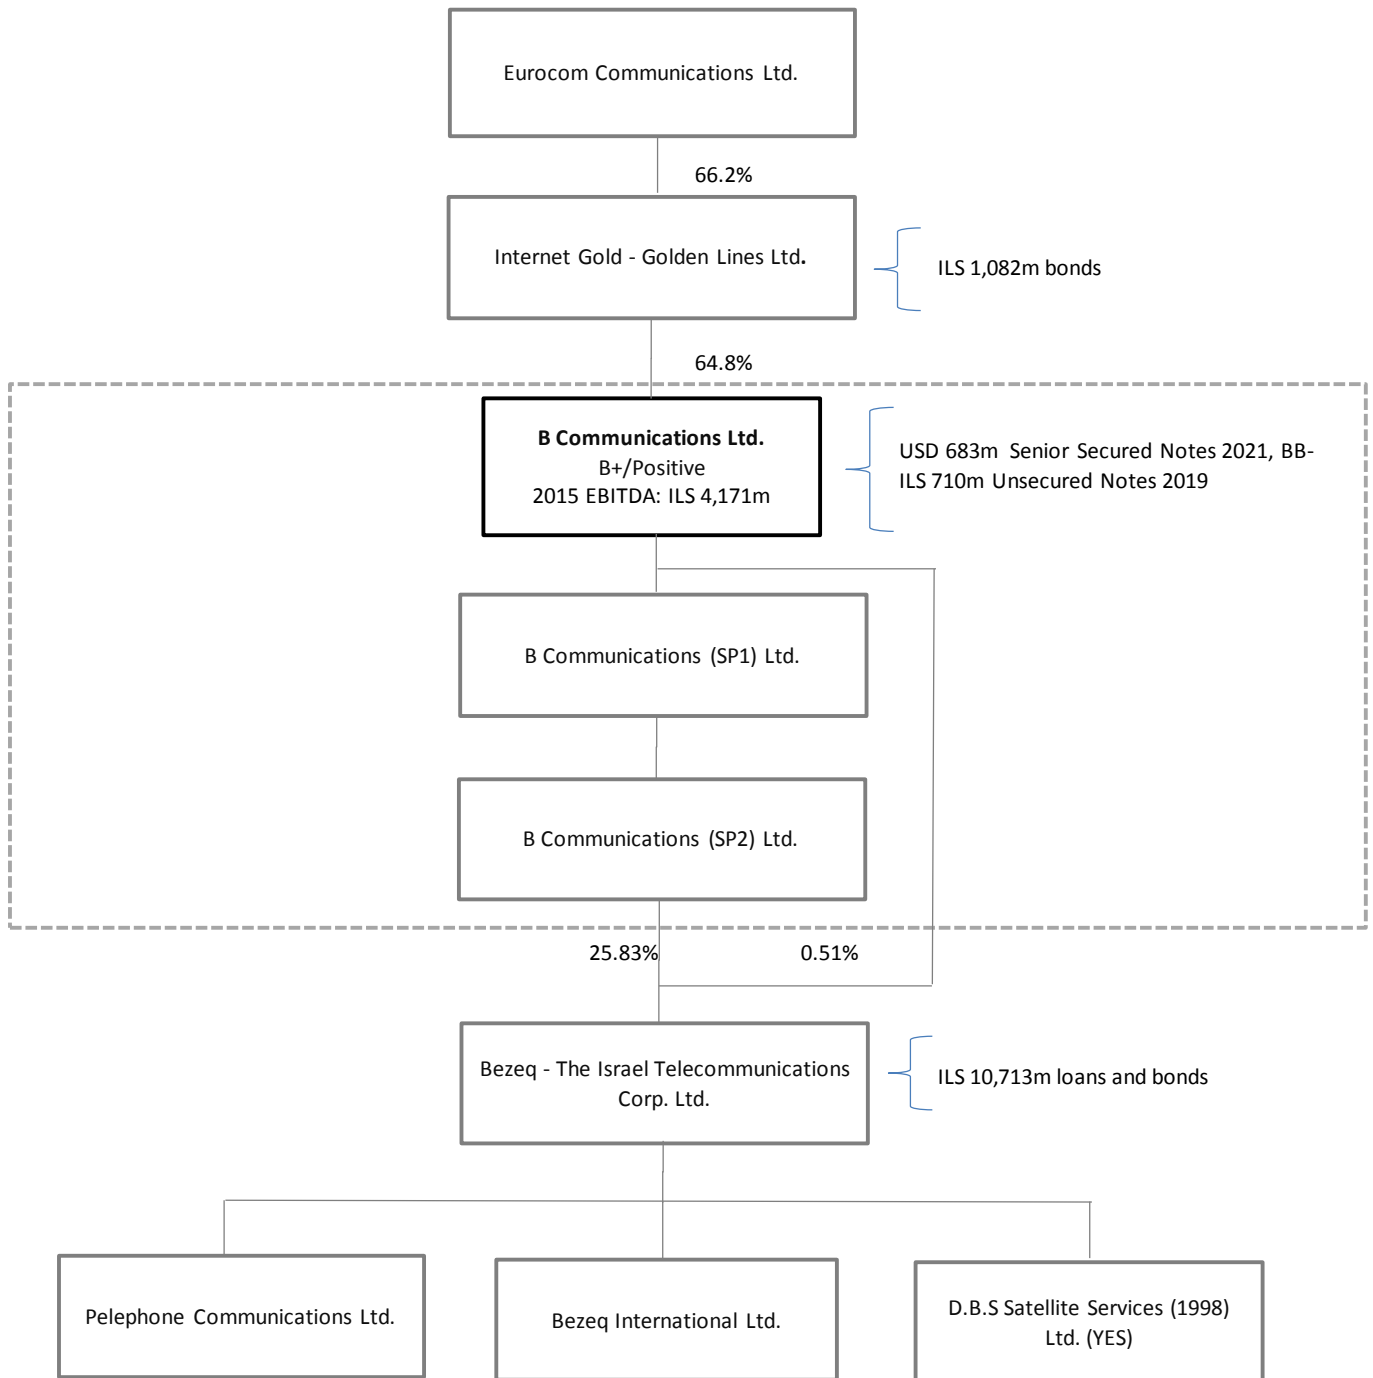 Eurocom Communications Ltd.
66.2%
Internet Gold - Golden Lines Ltd.
ILS 1,082m bonds
64.8%
B Communications Ltd.
B+/Positive
2015 EBITDA: ILS 4,171m
USD 683m Senior Secured Notes 2021, BB-
ILS 710m Unsecured Notes 2019
B Communications (SP1) Ltd.
B Communications (SP2) Ltd.
25.83%
0.51%
Bezeq - The Israel Telecommunications
Corp. Ltd.
ILS 10,713m loans and bonds
Pelephone Communications Ltd.
Bezeq International Ltd.
D.B.S Satellite Services (1998)
Ltd. (YES)